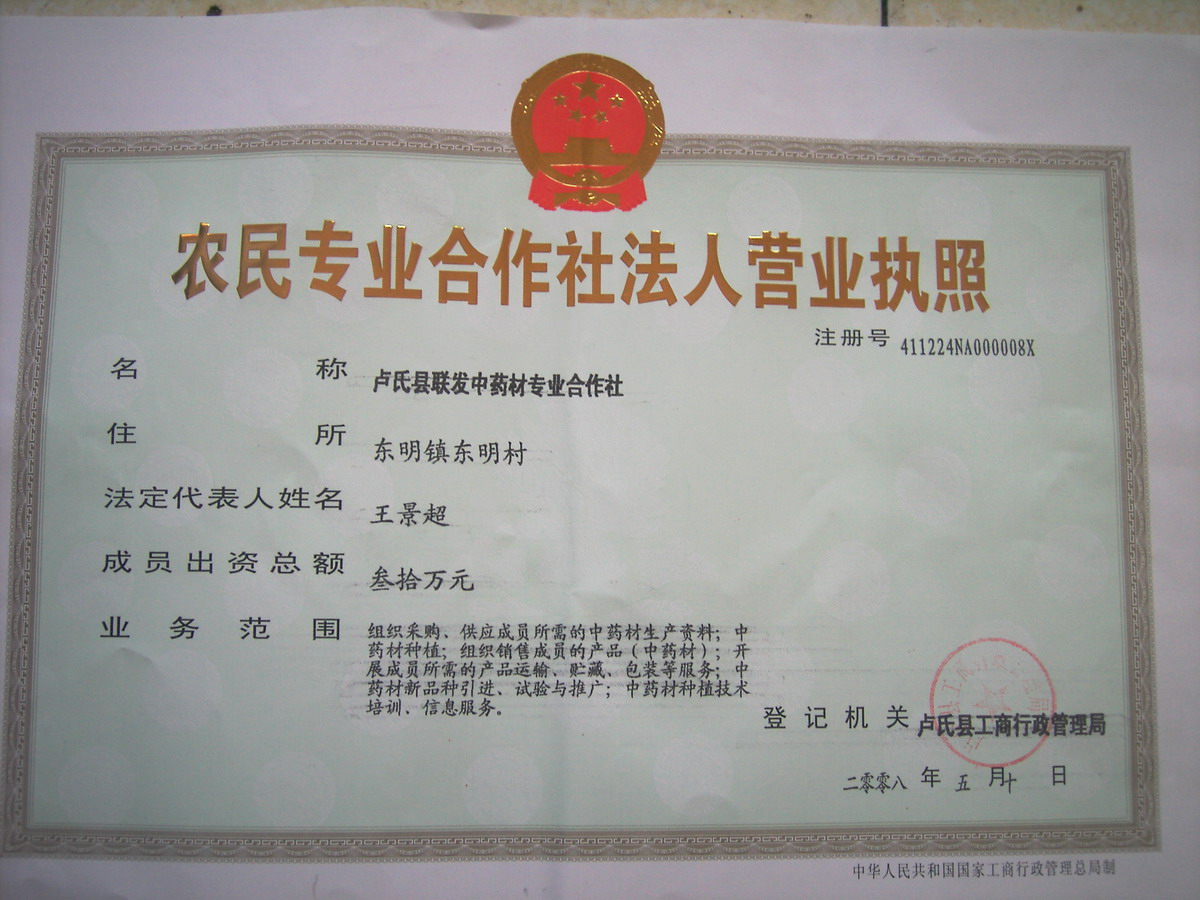 农民专业合作社法人营业执照
注册号 411224NA000008X
名称 卢氏县联发中药材专业合作社
住所 东明镇东明村
法定代表人姓名 王景超
成员出资总额 叁拾万元
业务范围 组织采购、供应成员所需的中药材生产资料；中
药材种植；组织销售成员的产品（中药材）；开
展成员所需的产品运输、贮藏、包装等服务；中
药材新品种引进、试验与推广；中药材种植技术
培训、信息服务。
登记机关 卢氏县工商行政管理局
二零零八年五月十日
中华人民共和国国家工商行政管理总局制